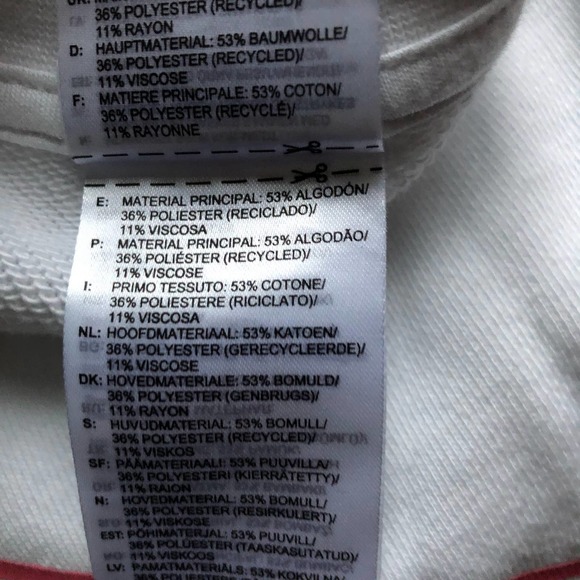 36% POLYESTER (RECYCLED)/
11% RAYON
D: HAUPTMATERIAL: 53% BAUMWOLLE/
36% POLYESTER (RECYCLED)/
11% VISCOSE
F: MATIERE PRINCIPALE: 53% COTON/
36% POLYESTER (RECYCLÉ)/
11% RAYONNE
E: MATERIAL PRINCIPAL: 53% ALGODÓN/
36% POLIESTER (RECICLADO)/
11% VISCOSA
P: MATERIAL PRINCIPAL: 53% ALGODÃO/
36% POLIÉSTER (RECYCLED)/
11% VISCOSE
I: PRIMO TESSUTO: 53% COTONE/
36% POLIESTERE (RICICLATO)/
11% VISCOSA
NL: HOOFDMATERIAAL: 53% KATOEN/
36% POLYESTER (GERECYCLEERDE)/
11% VISCOSE
DK: HOVEDMATERIALE: 53% BOMULD/
36% POLYESTER (GENBRUGS)/
11% RAYON
S: HUVUDMATERIAL: 53% BOMULL/
36% POLYESTER (RECYCLED)/
11% VISKOS
SF: PÄÄMATERIAALI: 53% PUUVILLA/
36% POLYESTERI (KIERRÄTETTY)/
11% RAION
N: HOVEDMATERIAL: 53% BOMULL/
36% POLYESTER (RESIRKULERT)/
11% VISKOSE
EST: PÕHIMATERJAL: 53% PUUVILL/
36% POLÜESTER (TAASKASUTATUD)/
11% VISKOOS
LV: PAMATMATERIĀLS: 53% KOKVILNA/